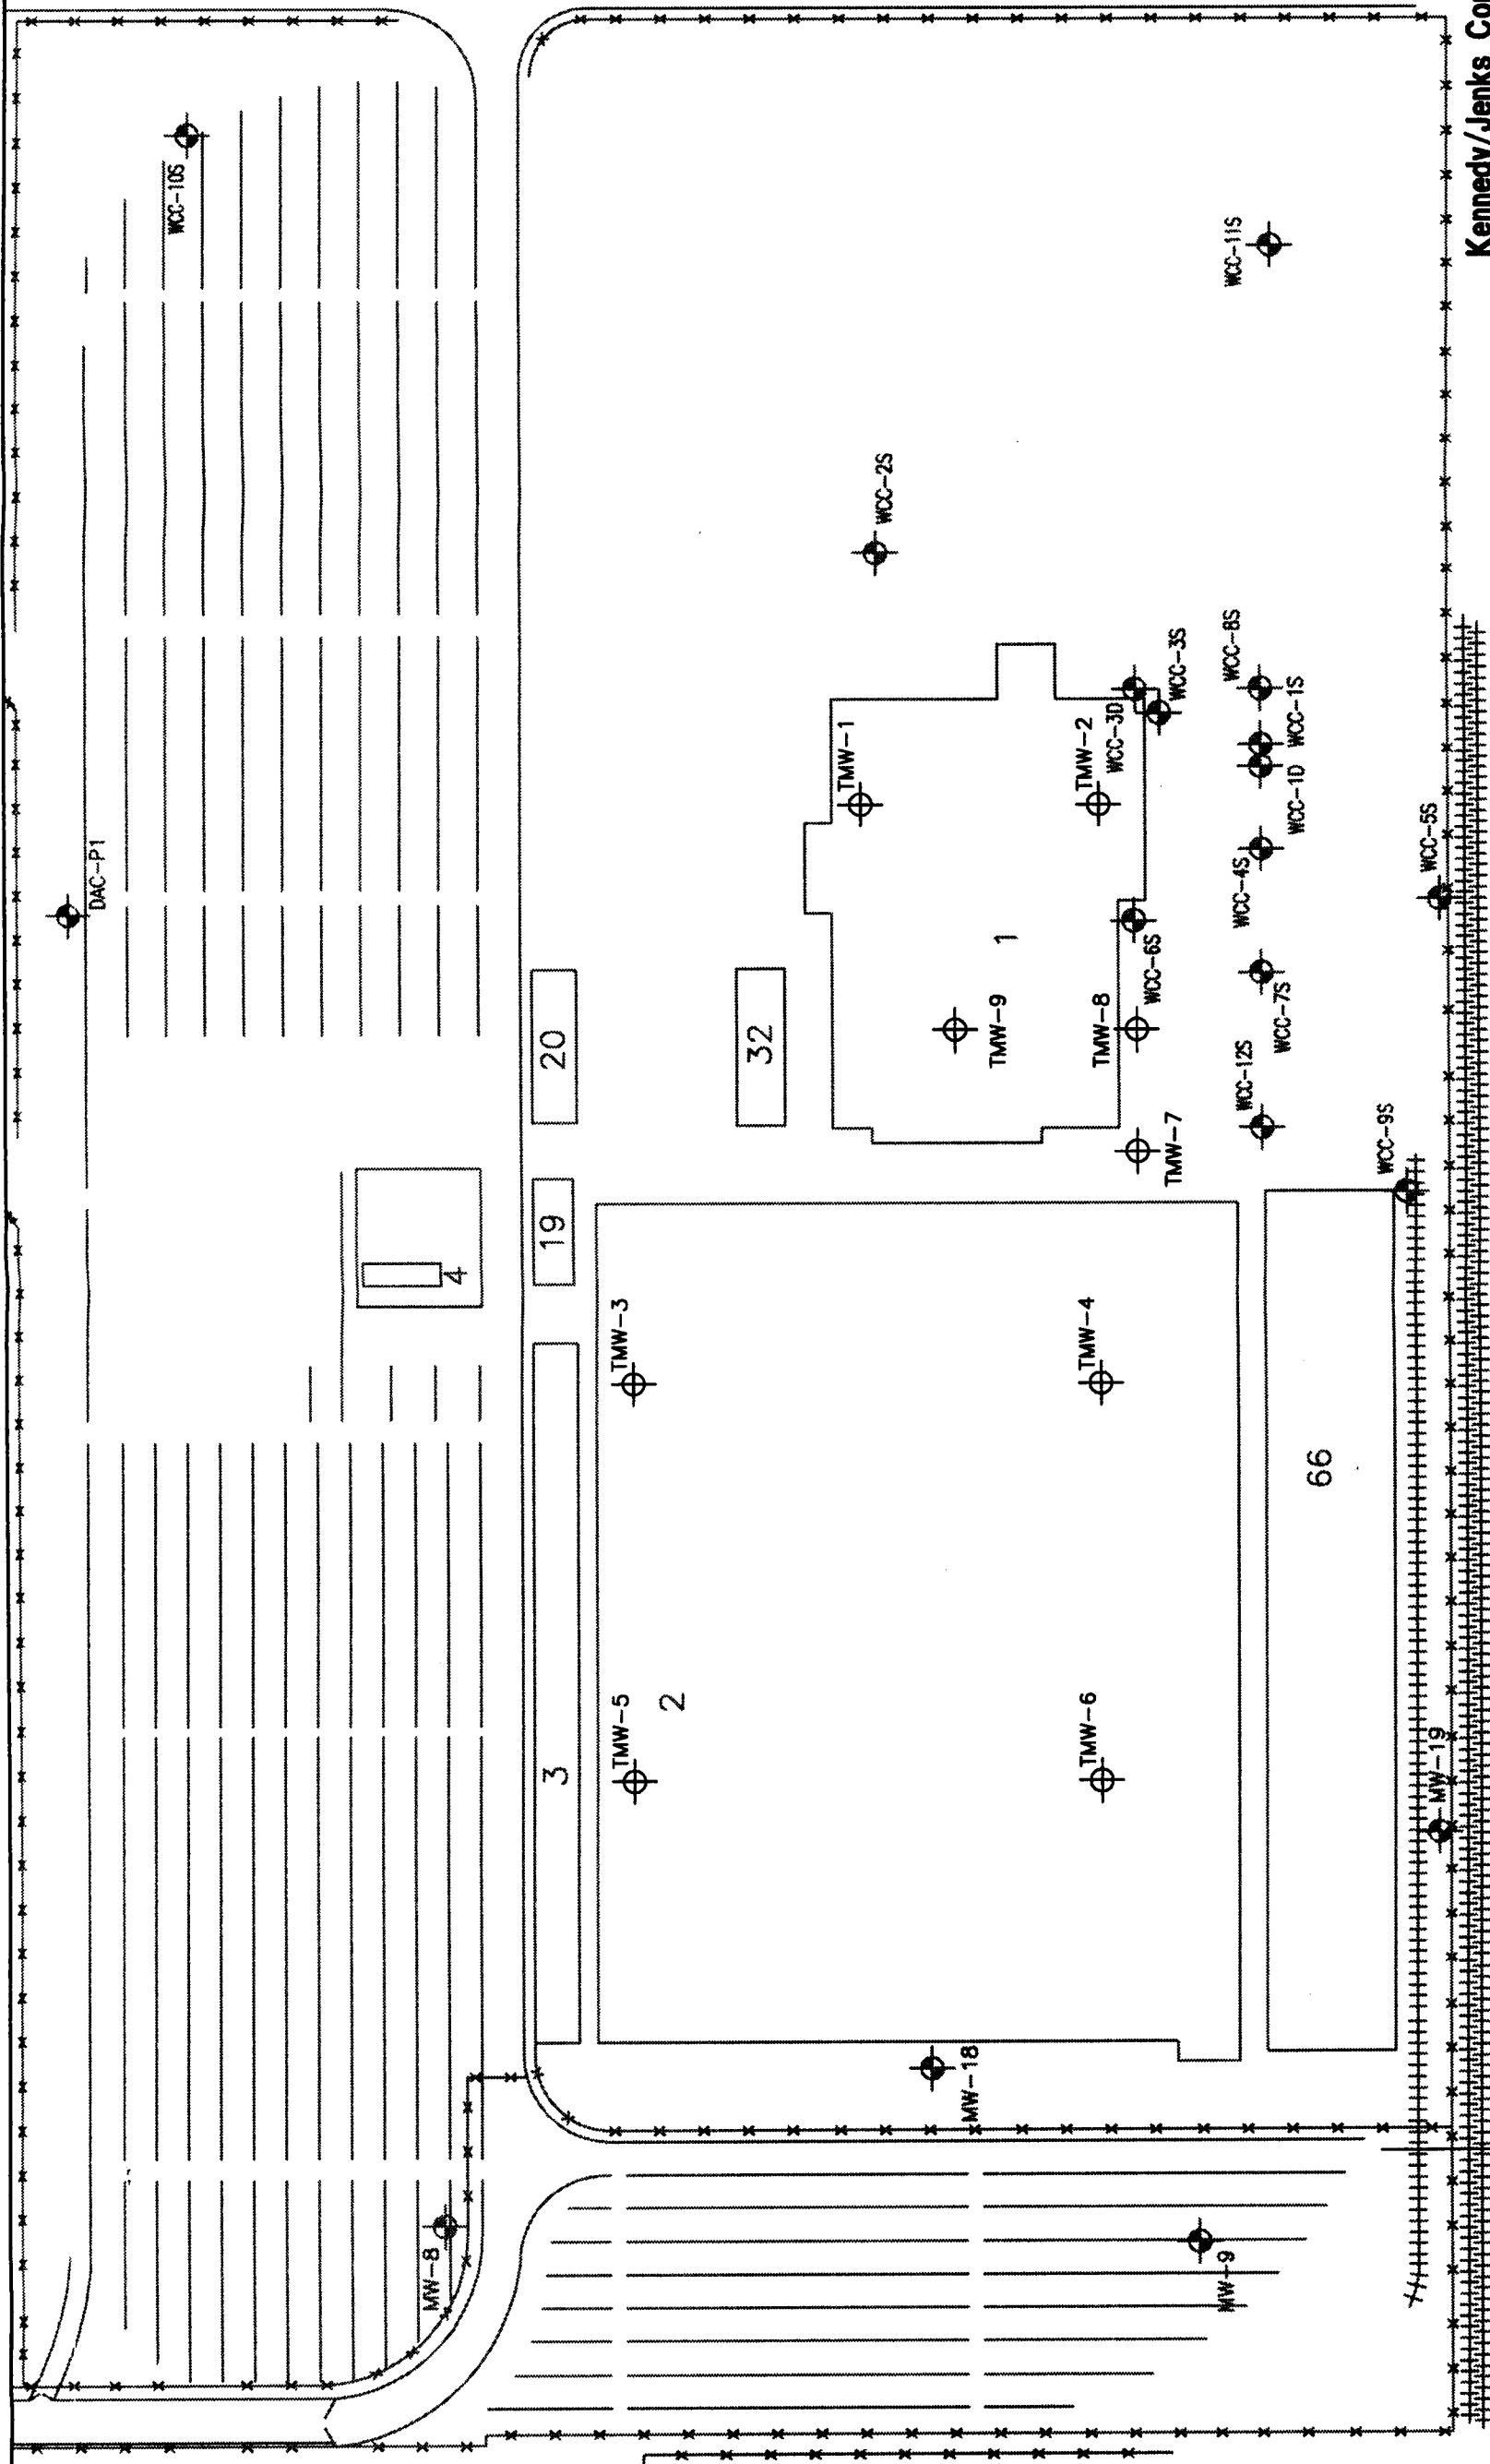 WCC-10S
Kennedy/Jenks
WCC-11S
WCC-2S
WCC-8S
WCC-3S
WCC-1S
WCC-3D
TMW-1
TMW-2
WCC-1D
DAC-P1
WCC-5S
WCC-4S
1
WCC-6S
20
32
TMW-9
TMW-8
WCC-7S
WCC-12S
TMW-7
WCC-9S
19
4
TMW-3
TMW-4
66
TMW-5
2
TMW-6
3
MW-19
MW-18
MW-8
MW-9